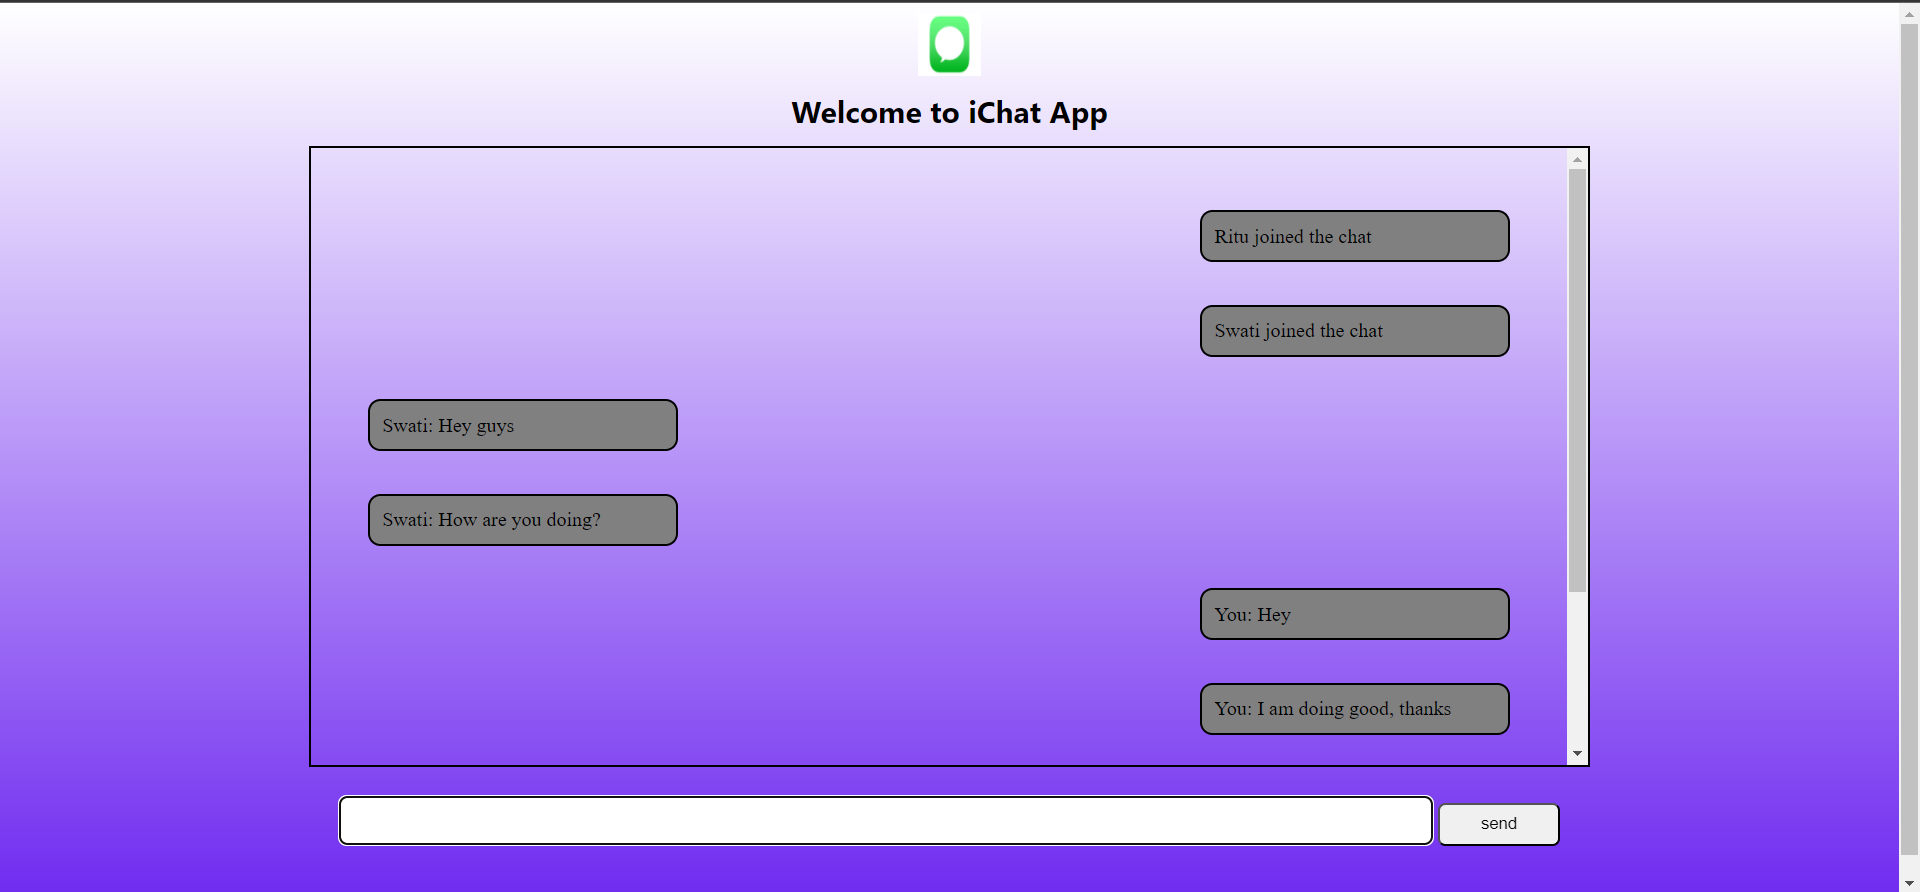 Welcome to iChat App
Ritu joined the chat
Swati joined the chat
Swati: Hey guys
Swati: How are you doing?
You: Hey
You: I am doing good, thanks
send